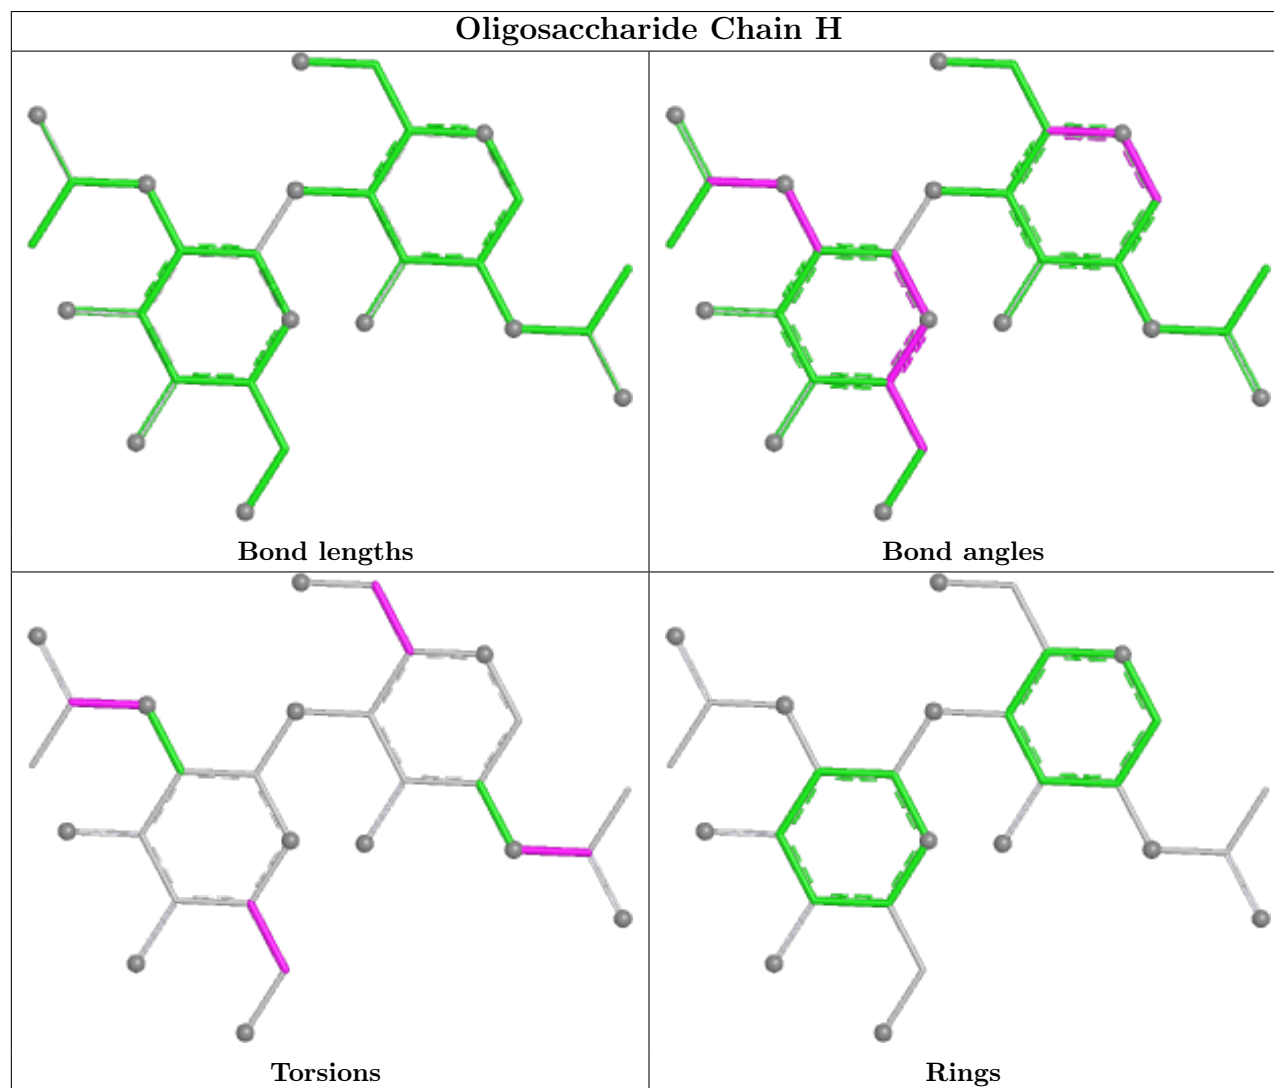 Oligosaccharide Chain H
Bond lengths
Bond angles
Torsions
Rings